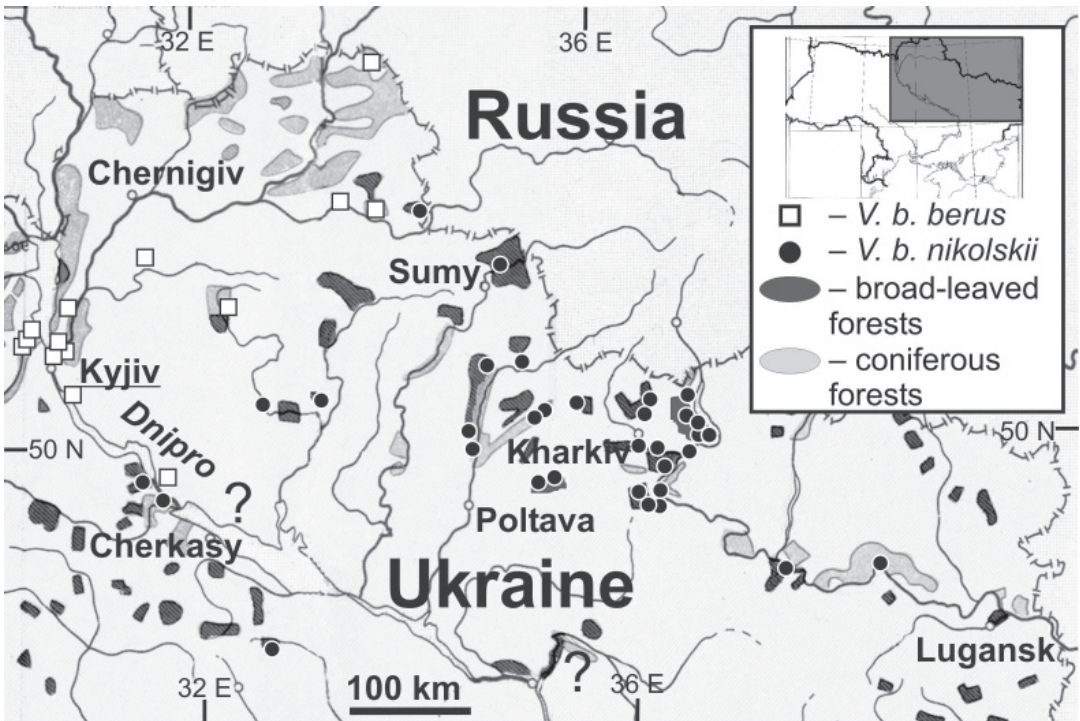 32 E
36 E
Russia
Chernigiv
Sumy
Kyjiv
Dnipro
50 N
50 N
Kharkiv
?
Poltava
Cherkasy
Ukraine
Lugansk
?
32 E
36 E
100 km
– V. b. berus
– V. b. nikolskii
– broad-leaved
forests
– coniferous
forests